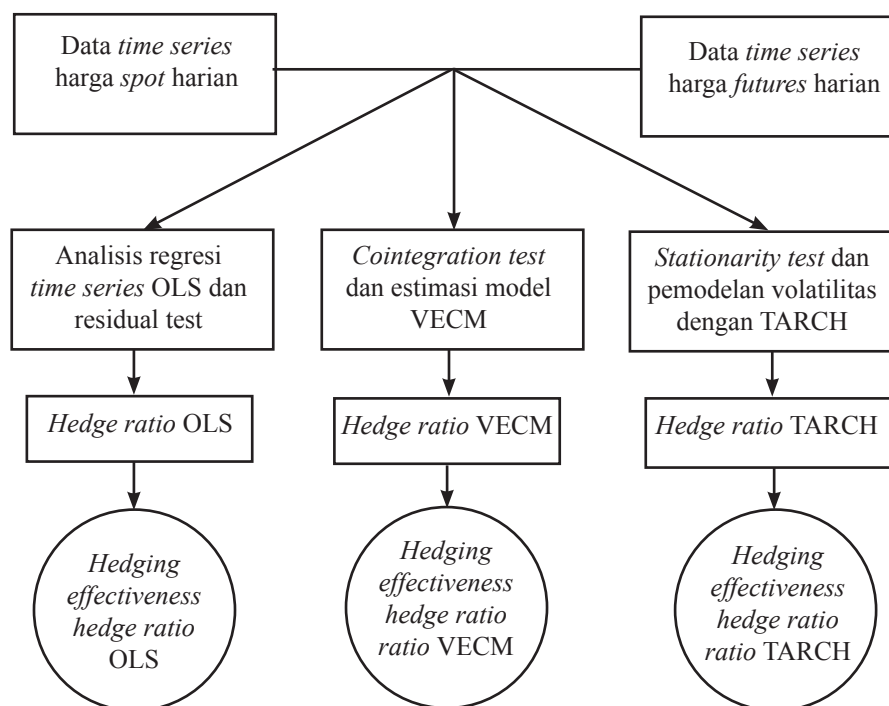 Data time series
harga spot harian
Data time series
harga futures harian
Analisis regresi
time series OLS dan
residual test
Cointegration test
dan estimasi model
VECM
Stationarity test dan
pemodelan volatilitas
dengan TARCH
Hedge ratio OLS
Hedge ratio VECM
Hedge ratio TARCH
Hedging
effectiveness
hedge ratio
OLS
Hedging
effectiveness
hedge ratio
ratio VECM
Hedging
effectiveness
hedge ratio
ratio TARCH